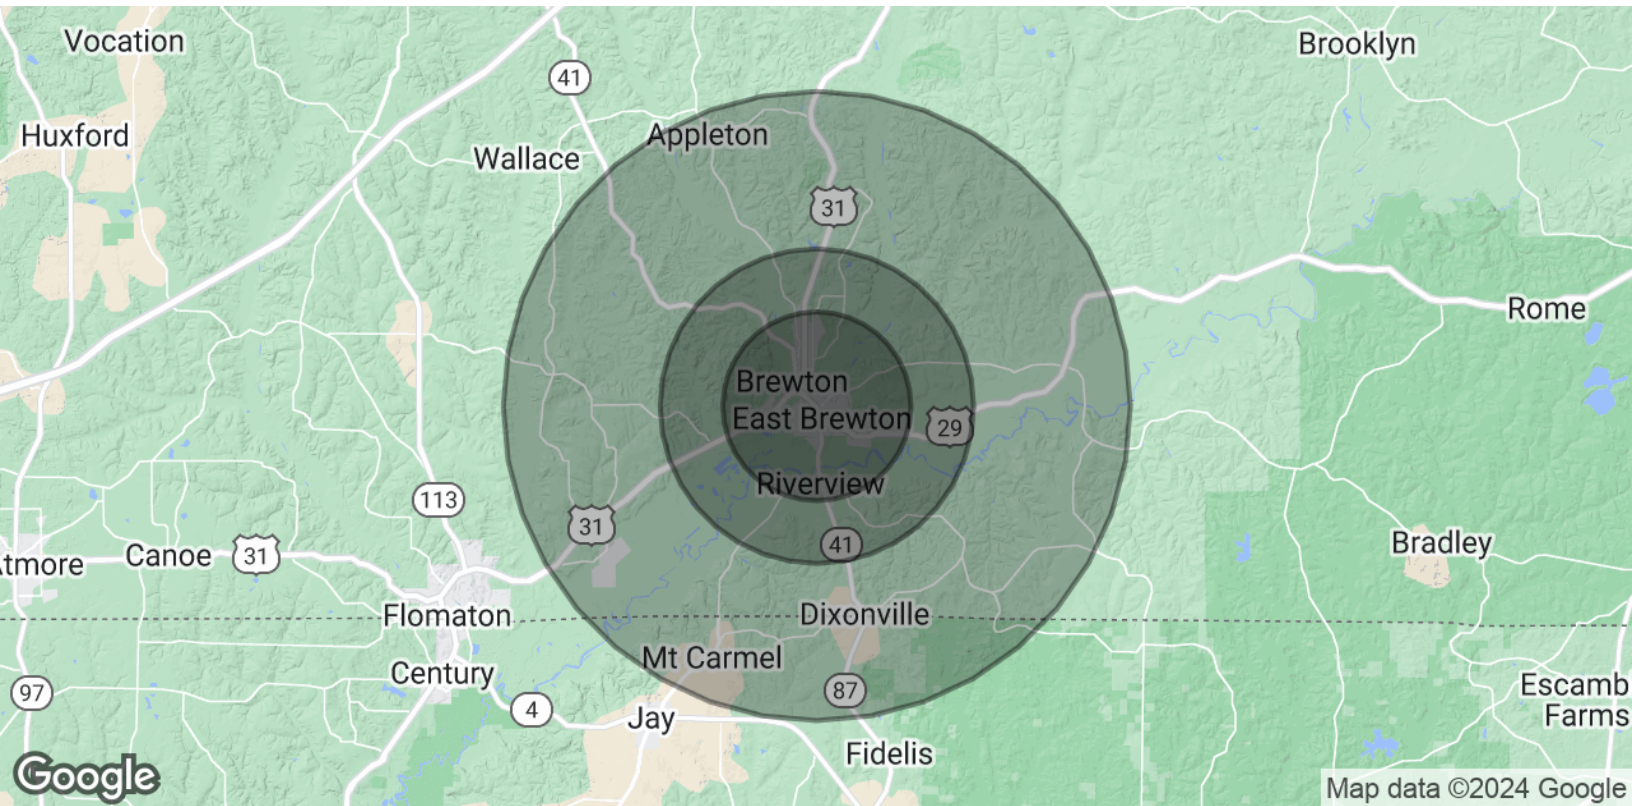 Vocation
Brooklyn
41
Huxford
Appleton
Wallace
31
Rome
Brewton
East Brewton
29
Riverview
113
31
41
Canoe
31
tmore
Bradley
Flomaton
Dixonville
Mt Carmel
Century
97
87
4
Escamb
Farms
Jay
Fidelis
Google
Map data ©2024 Google